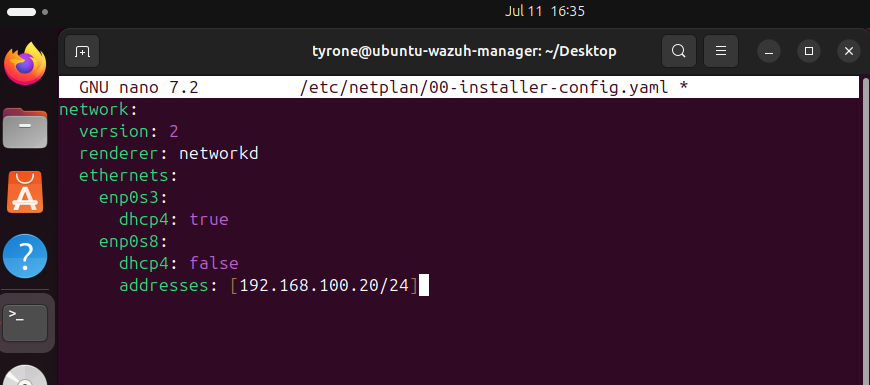 Jul 11 16:35
tyrone@ubuntu-wazuh-manager: ~/Desktop
GNU nano 7.2 /etc/netplan/00-installer-config.yaml *
network:
  version: 2
  renderer: networkd
  ethernets:
    enp0s3:
      dhcp4: true
    enp0s8:
      dhcp4: false
      addresses: [192.168.100.20/24]